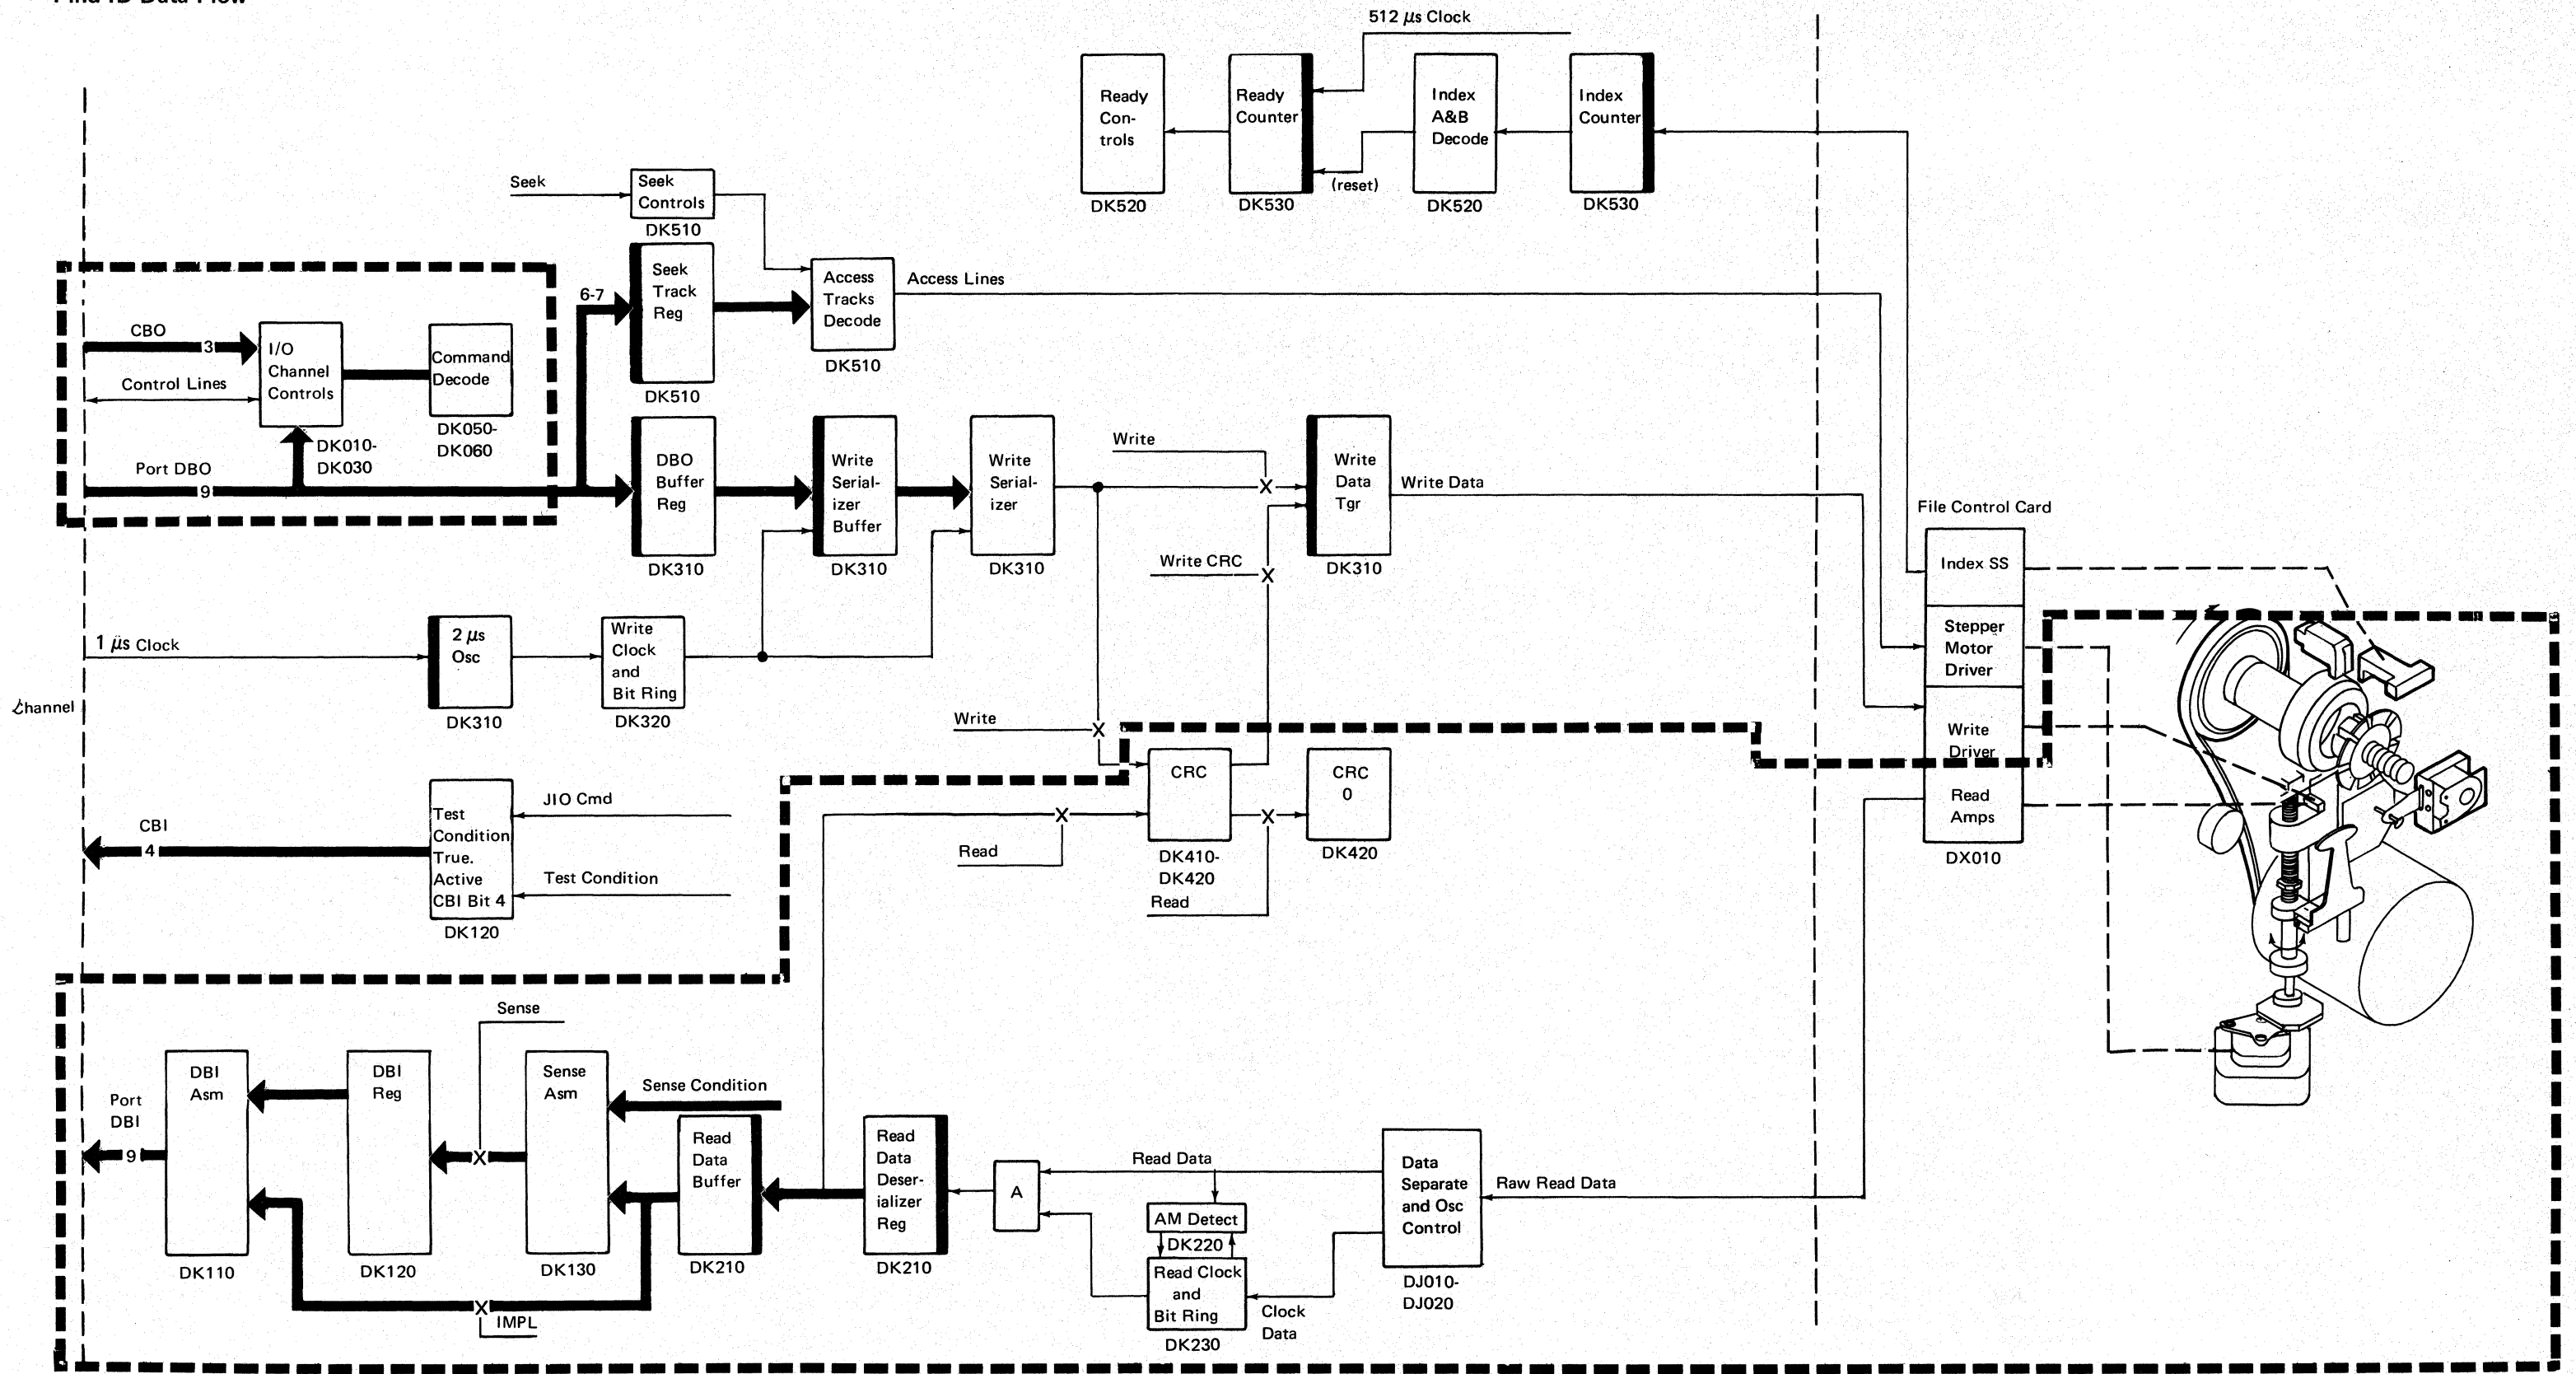 Find ID Data Flow
512 µs Clock
Ready
Con-
trols
DK520
Ready
Counter
DK530
(reset)
Index
A&B
Decode
DK520
Index
Counter
DK530
Seek
Seek
Controls
DK510
6-7
Seek
Track
Reg
DK510
Access
Tracks
Decode
DK510
Access Lines
CBO
3
Control Lines
I/O
Channel
Controls
DK010-
DK030
Command
Decode
DK050-
DK060
Port DBO
9
DBO
Buffer
Reg
DK310
Write
Serial-
izer
Buffer
DK310
Write
Serial-
izer
DK310
Write
X
Write CRC
X
Write
Data
Tgr
DK310
Write Data
File Control Card
Index SS
Stepper
Motor
Driver
Write
Driver
Read
Amps
DX010
1 µs Clock
2 µs
Osc
DK310
Write
Clock
and
Bit Ring
DK320
Channel
Write
X
CRC
DK410-
DK420
CRC
0
DK420
X
Read
X
Read
CBI
4
Test
Condition
True.
Active
CBI Bit 4
DK120
JIO Cmd
Test Condition
Sense
Port
DBI
9
DBI
Asm
DK110
DBI
Reg
DK120
X
Sense
Asm
DK130
Sense Condition
Read
Data
Buffer
DK210
X
IMPL
Read
Data
Deser-
ializer
Reg
DK210
A
Read Data
AM Detect
DK220
Read Clock
and
Bit Ring
DK230
Clock
Data
Data
Separate
and Osc
Control
DJ010-
DJ020
Raw Read Data